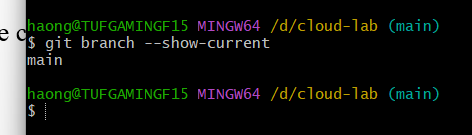 e c
haong@TUFGAMINGF15 MINGW64 /d/cloud-lab (main)
$ git branch --show-current
main
haong@TUFGAMINGF15 MINGW64 /d/cloud-lab (main)
$